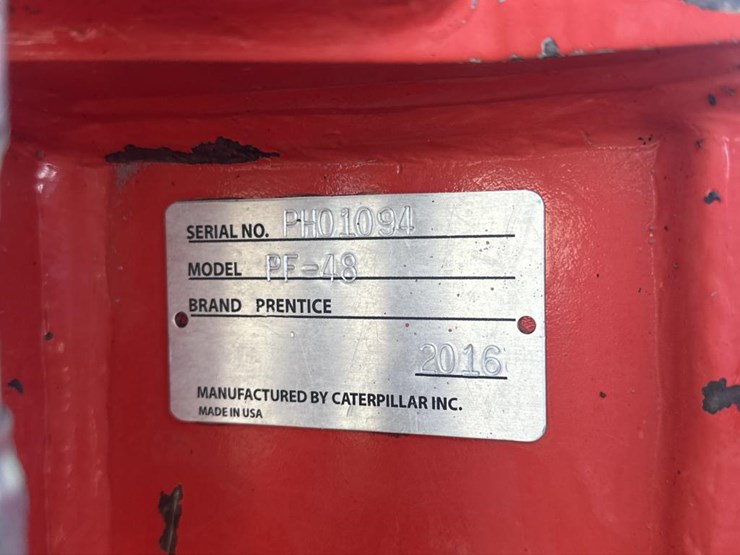 SERIAL NO. PH01094
MODEL PF-48
BRAND PRENTICE
2016
MANUFACTURED BY CATERPILLAR INC.
MADE IN USA